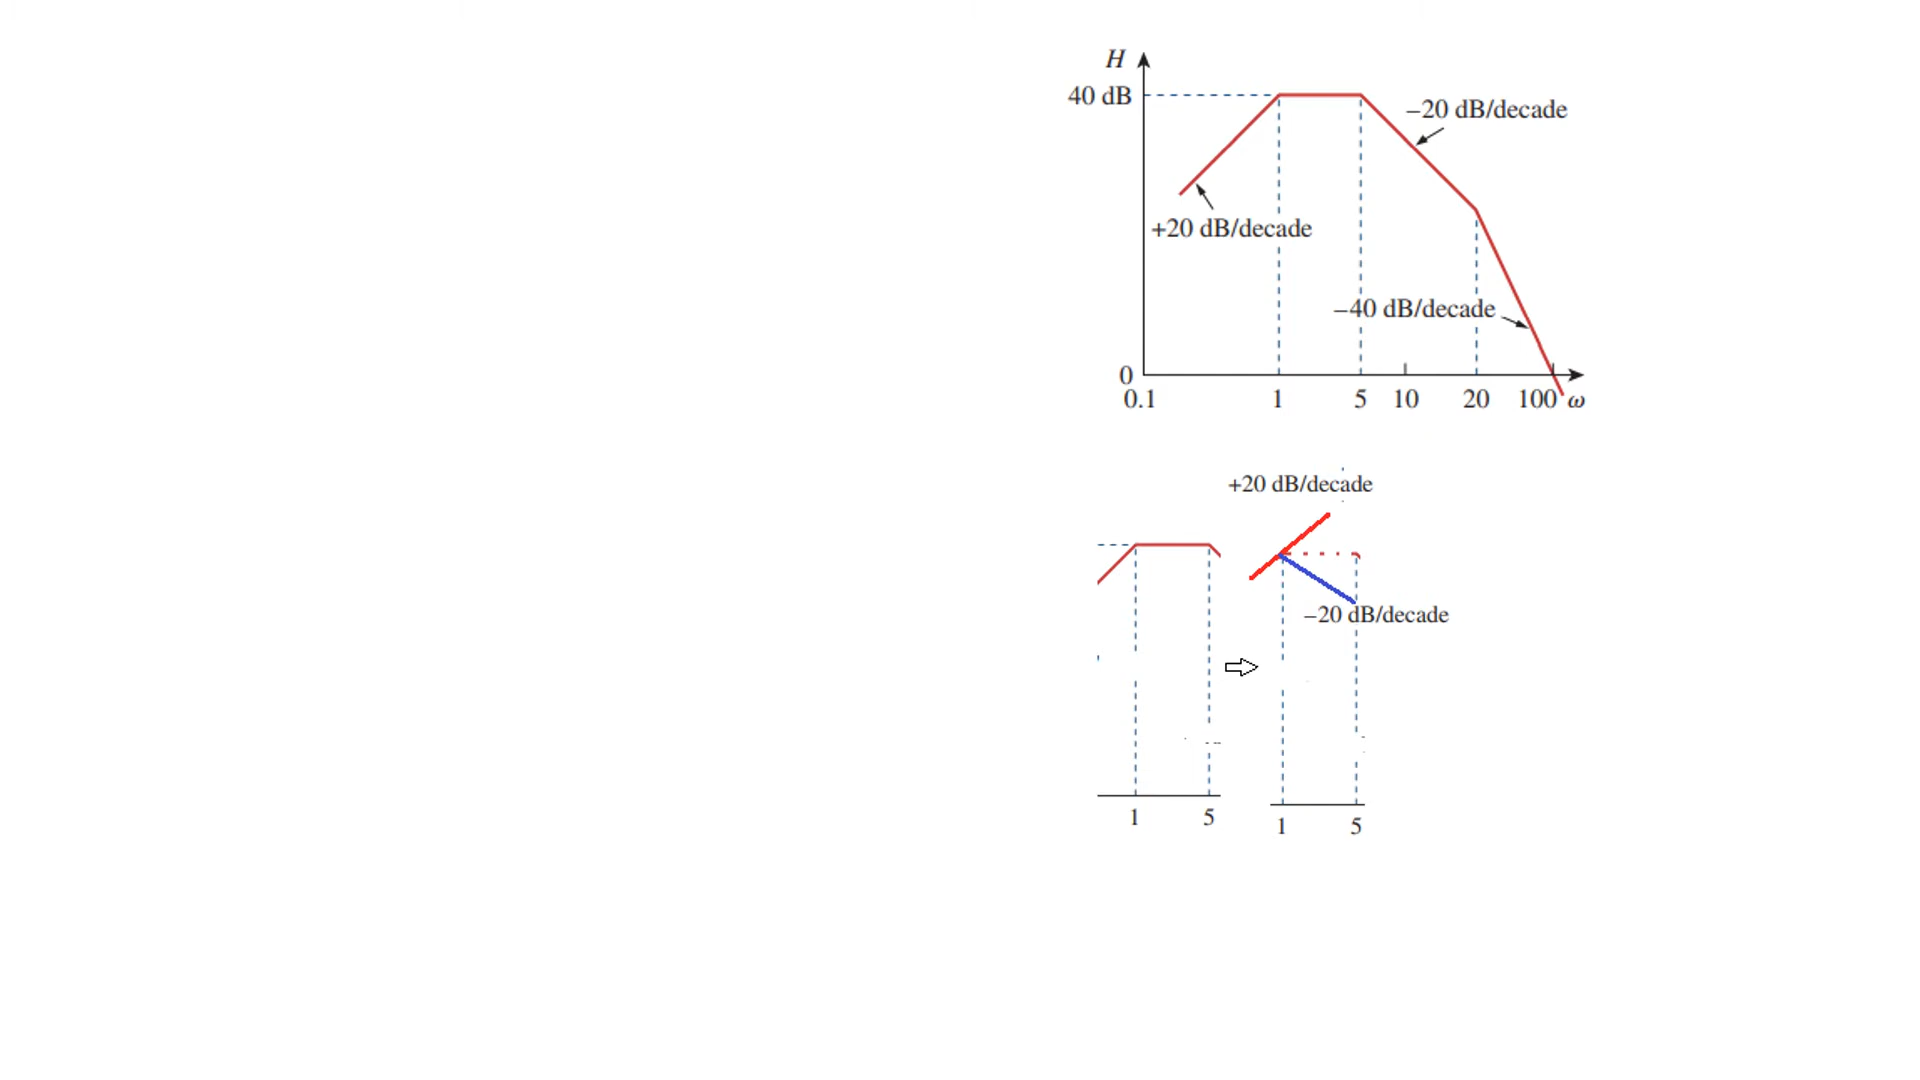 H
40 dB
–20 dB/decade
+20 dB/decade
–40 dB/decade
0
0.1 1 5 10 20 100 ω
+20 dB/decade
–20 dB/decade
1 5
1 5